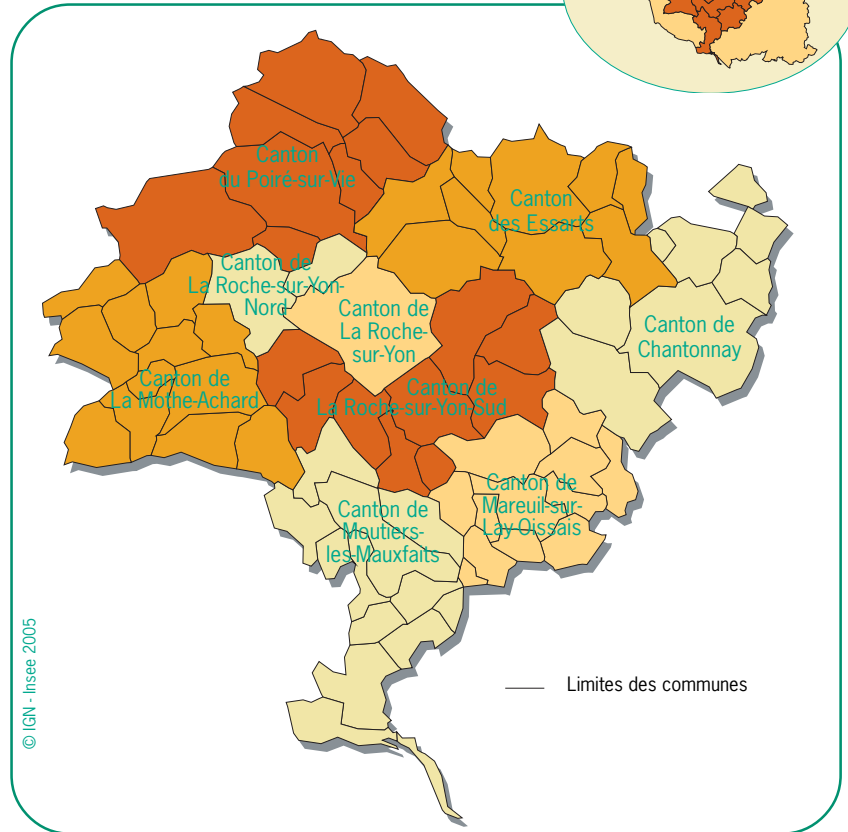 Canton
du Poiré-sur-Vie
Canton
des Essarts
Canton de
La Roche-sur-Yon-
Nord
Canton de
La Roche-
sur-Yon
Canton de
Chantonnay
Canton de
La Mothe-Achard
Canton de
La Roche-sur-Yon-Sud
Canton de
Mareuil-sur-
Lay-Oissais
Canton de
Moutiers-
les-Mauxfaits
Limites des communes
© IGN - Insee 2005